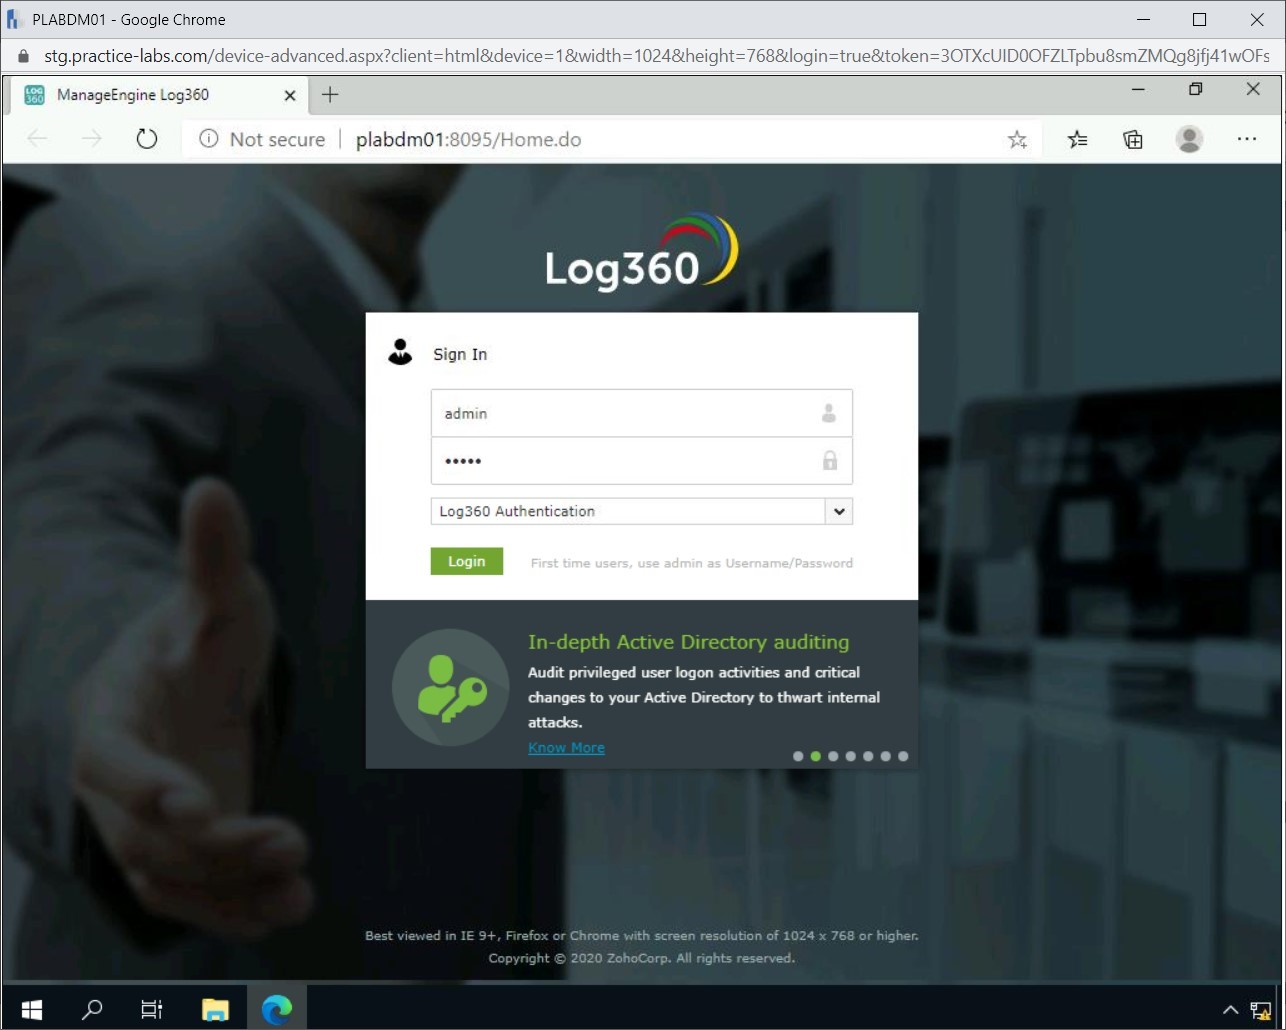 PLABDM01 - Google Chrome
stg.practice-labs.com/device-advanced.aspx?client=html&device=1&width=1024&height=768&login=true&token=3OTXcUID0OFZLTpbu8smZMQg8jfj41wOFs
LOG 360
ManageEngine Log360
Not secure | plabdm01:8095/Home.do
Log360
Sign In
admin
•••••
Log360 Authentication
Login
First time users, use admin as Username/Password
In-depth Active Directory auditing
Audit privileged user logon activities and critical
changes to your Active Directory to thwart internal
attacks.
Know More
Best viewed in IE 9+, Firefox or Chrome with screen resolution of 1024 x 768 or higher.
Copyright © 2020 ZohoCorp. All rights reserved.